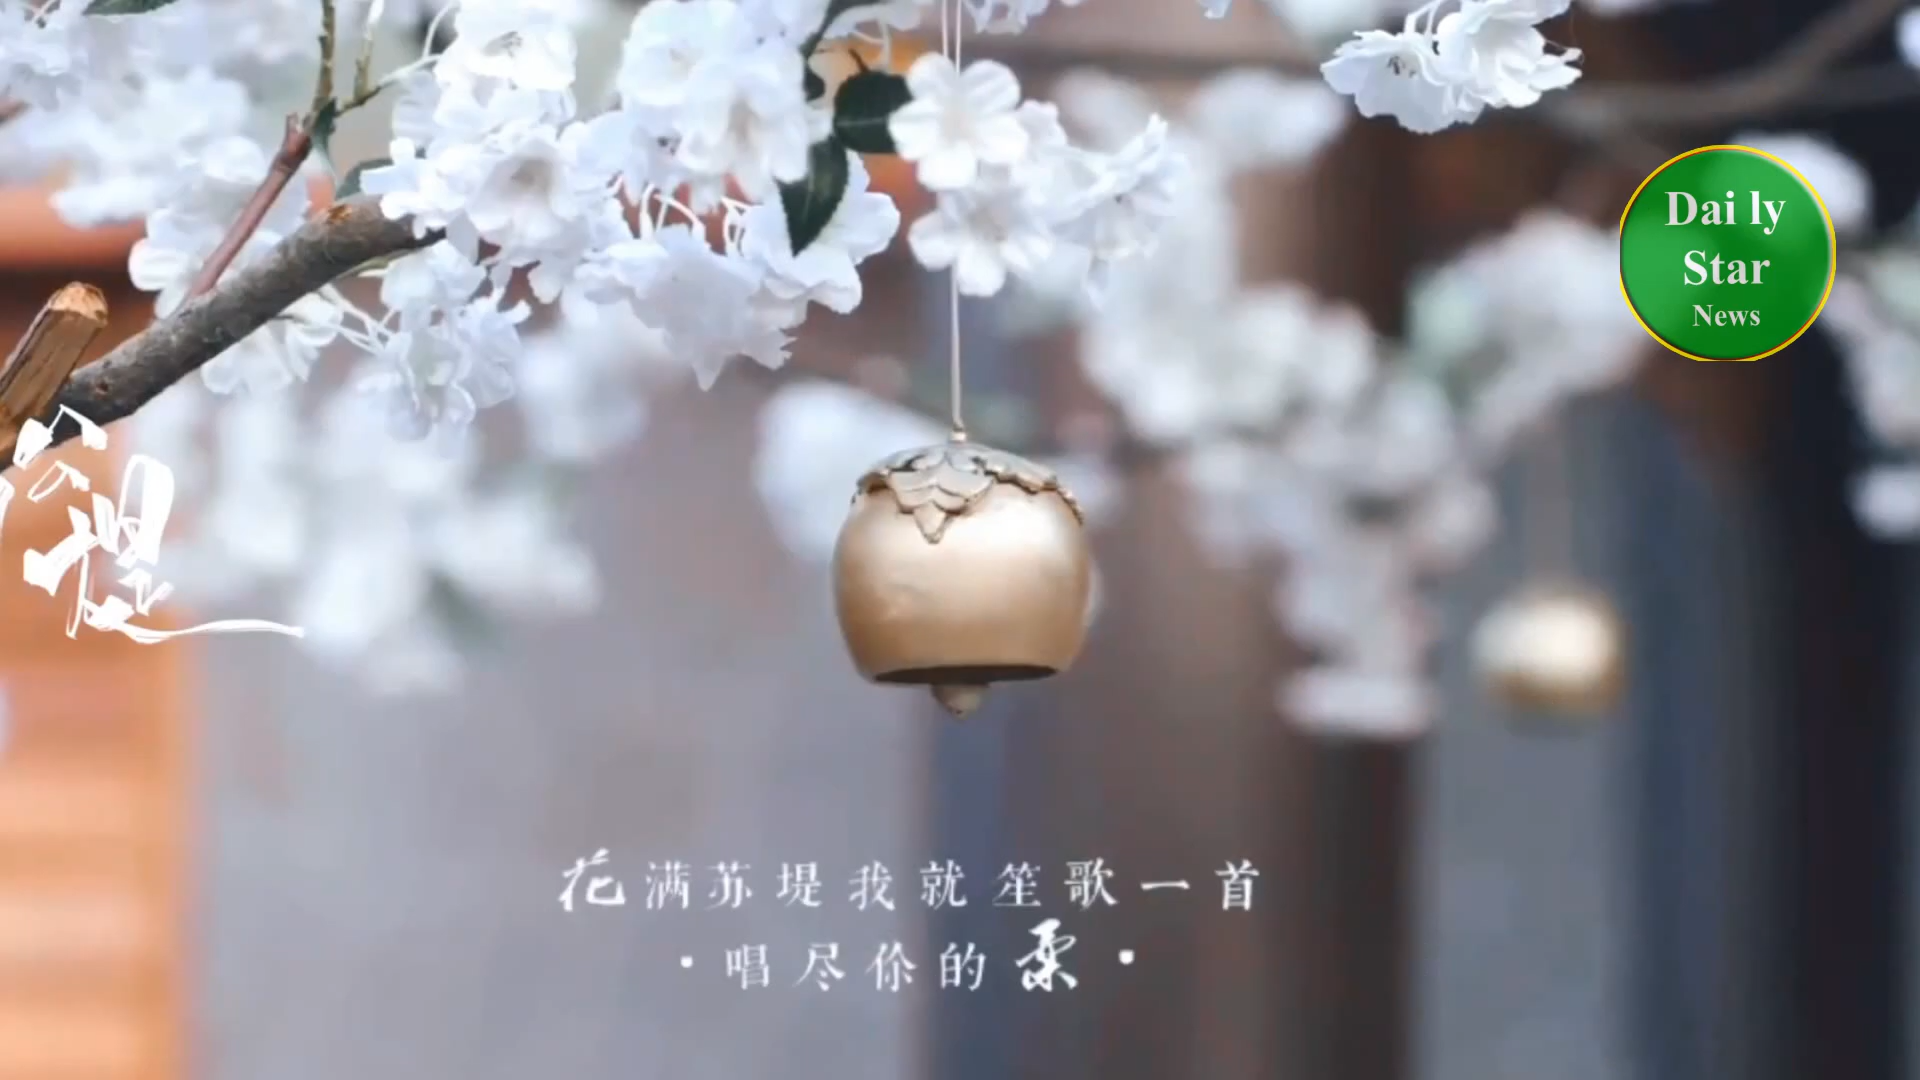 Dai ly
Star
News
堤
花满苏堤我就笙歌一首
·唱尽你的柔·